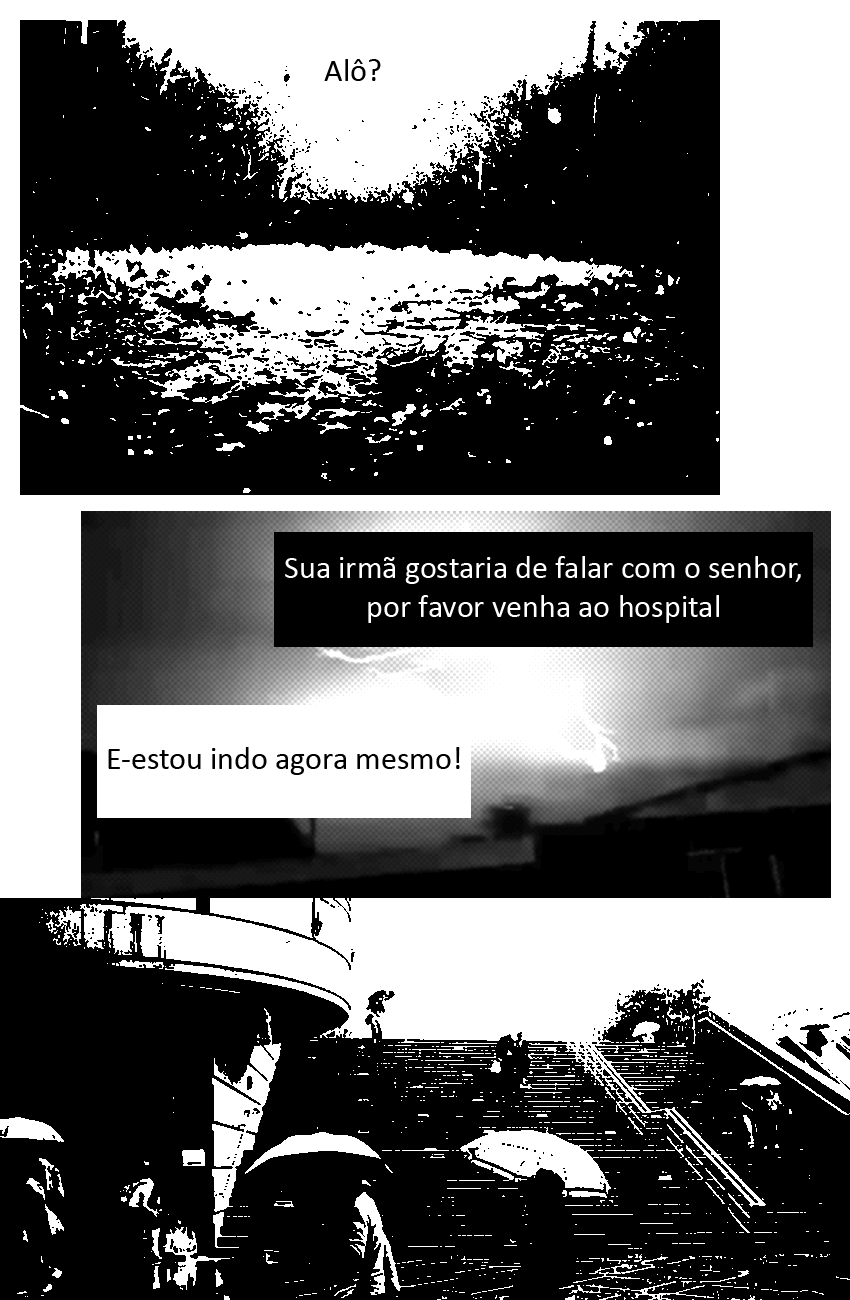 Alô?
Sua irmã gostaria de falar com o senhor,
por favor venha ao hospital
E-estou indo agora mesmo!